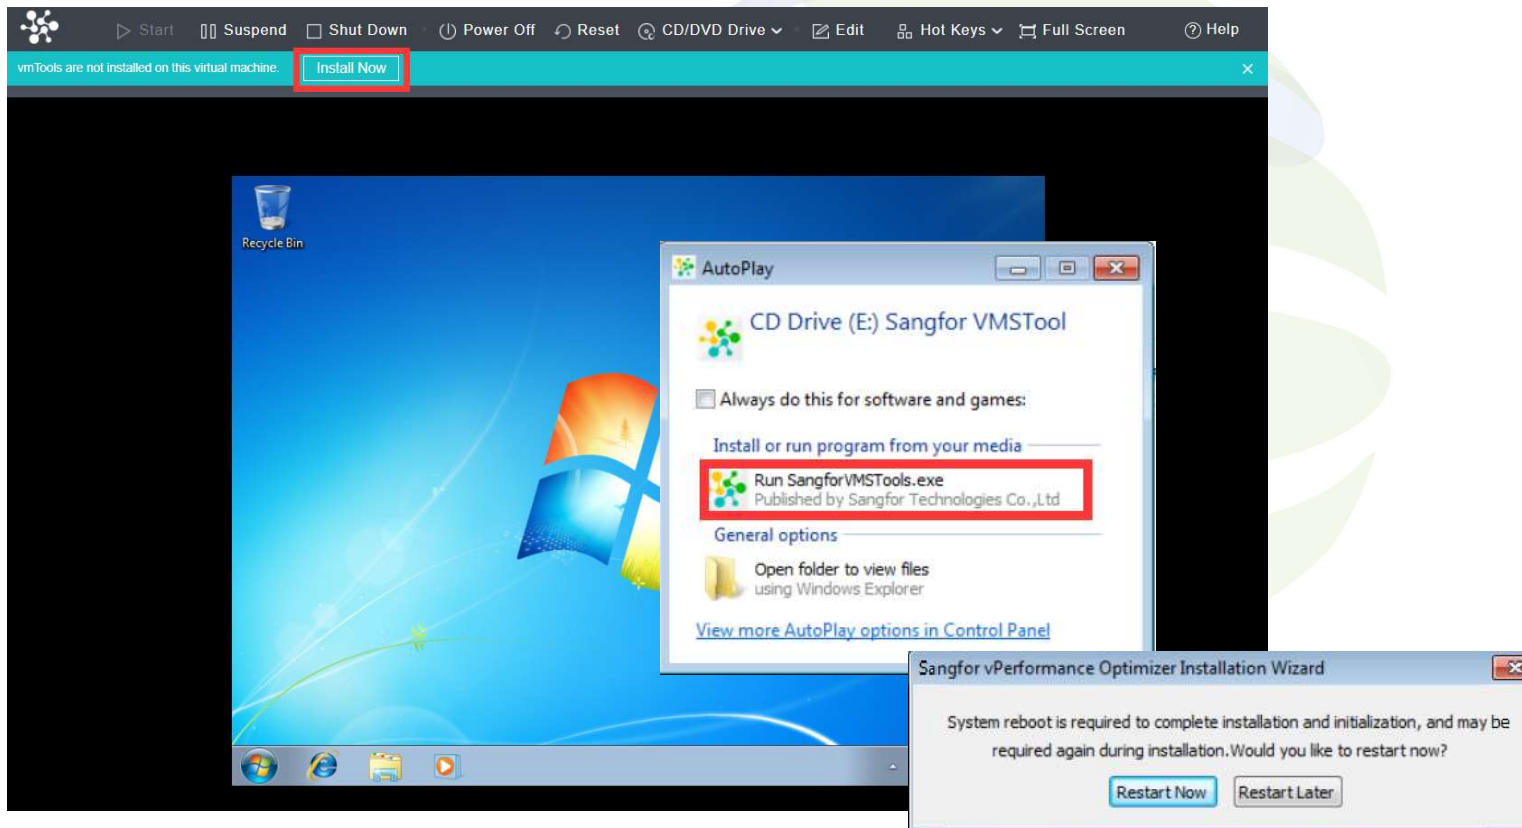 Start Suspend Shut Down Power Off Reset CD/DVD Drive Edit Hot Keys Full Screen Help
vmTools are not installed on this virtual machine. Install Now
Recycle Bin
AutoPlay
CD Drive (E:) Sangfor VMSTool
Always do this for software and games:
Install or run program from your media
Run SangforVMSTools.exe
Published by Sangfor Technologies Co.,Ltd
General options
Open folder to view files
using Windows Explorer
View more AutoPlay options in Control Panel
Sangfor vPerformance Optimizer Installation Wizard
System reboot is required to complete installation and initialization, and may be
required again during installation.Would you like to restart now?
Restart Now Restart Later